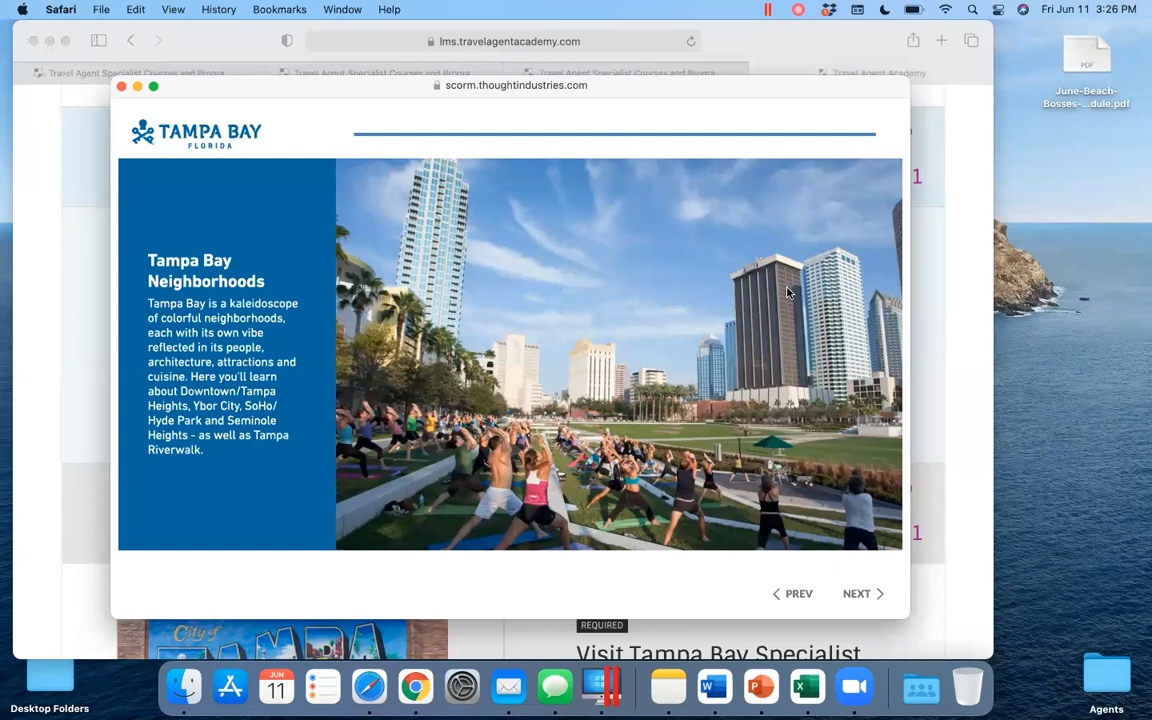 Safari File Edit View History Bookmarks Window Help Fri Jun 11 3:26 PM
lms.travelagentacademy.com
Travel Agent Specialist Courses and Progra Travel Agent Specialist Courses and Progra Travel Agent Specialist Courses and Progra Travel Agent Academy
scorm.thoughtindustries.com
PDF
June-Beach-
Bosses-...dule.pdf
TAMPA BAY
FLORIDA
1
Tampa Bay
Neighborhoods
Tampa Bay is a kaleidoscope
of colorful neighborhoods,
each with its own vibe
reflected in its people,
architecture, attractions and
cuisine. Here you'll learn
about Downtown/Tampa
Heights, Ybor City, SoHo/
Hyde Park and Seminole
Heights - as well as Tampa
Riverwalk.
1
PREV NEXT
REQUIRED
City of
TAMPA
Visit Tampa Bay Specialist
JUN
11
W P X
Desktop Folders
Agents